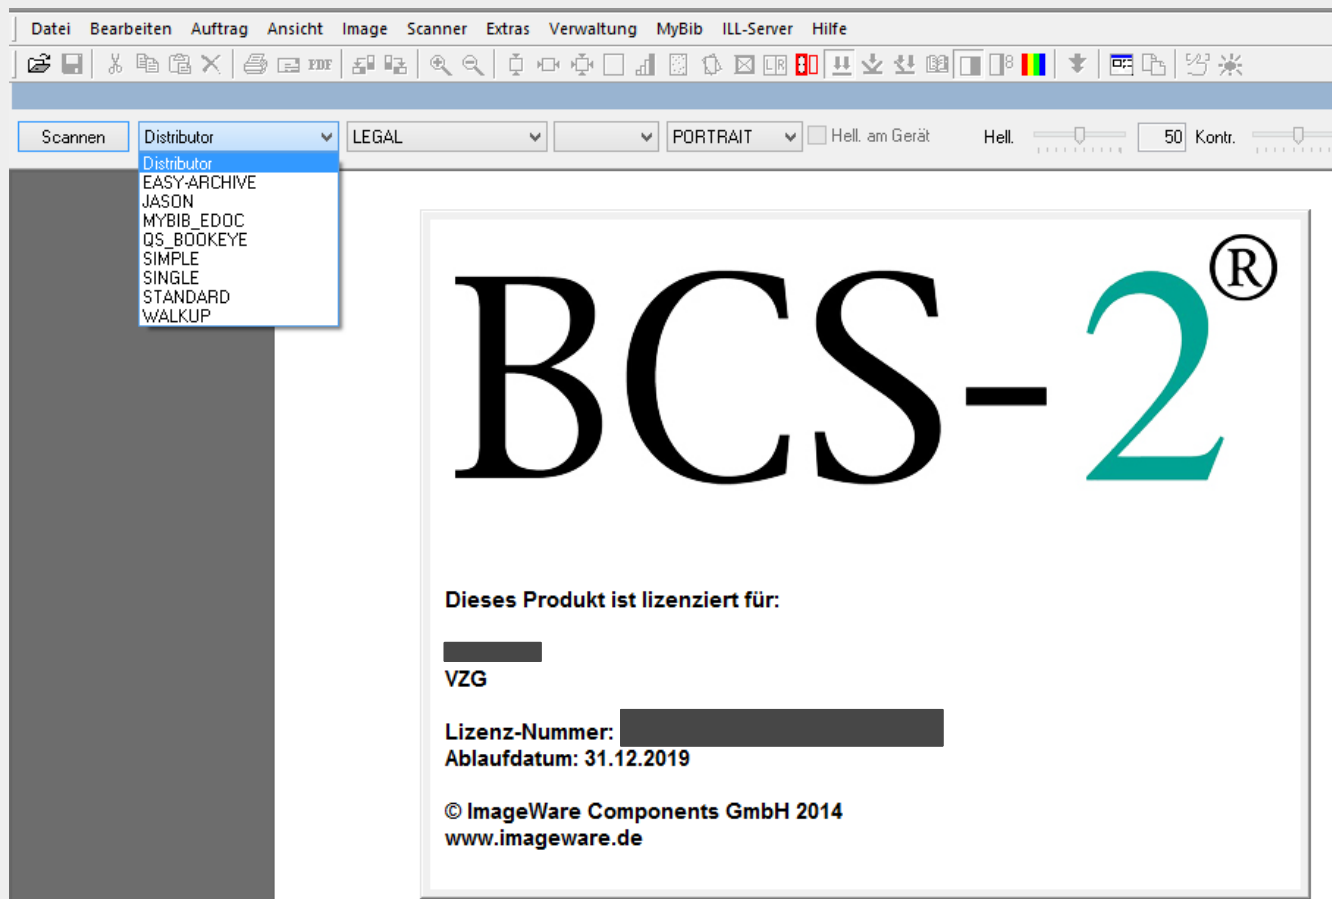 Datei Bearbeiten Auftrag Ansicht Image Scanner Extras Verwaltung MyBib ILL-Server Hilfe
PDF LR 8
Scannen Distributor LEGAL PORTRAIT Hell. am Gerät Hell. 50 Kontr.
Distributor
EASY-ARCHIVE
JASON
MYBIB_EDOC
QS_BOOKEYE
SIMPLE
SINGLE
STANDARD
WALKUP
BCS-2®
Dieses Produkt ist lizenziert für:
VZG
Lizenz-Nummer:
Ablaufdatum: 31.12.2019
© ImageWare Components GmbH 2014
www.imageware.de